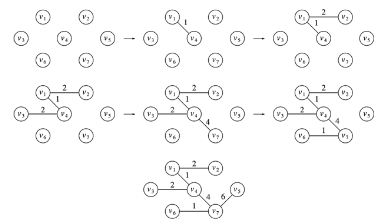 v1 v2 v1 v2 v1 2 v2
1 1
v3 v4 v5 → v3 v4 v5 → v3 v4 v5
v6 v7 v6 v7 v6 v7
v1 2 v2 v1 2 v2 v1 2 v2
1 1 1
v3 2 v4 v5 → v3 2 v4 v5 → v3 2 v4 v5
4 4
v6 v7 v6 v7 v6 1 v7
v1 2 v2
1
v3 2 v4 v5
4 6
v6 1 v7